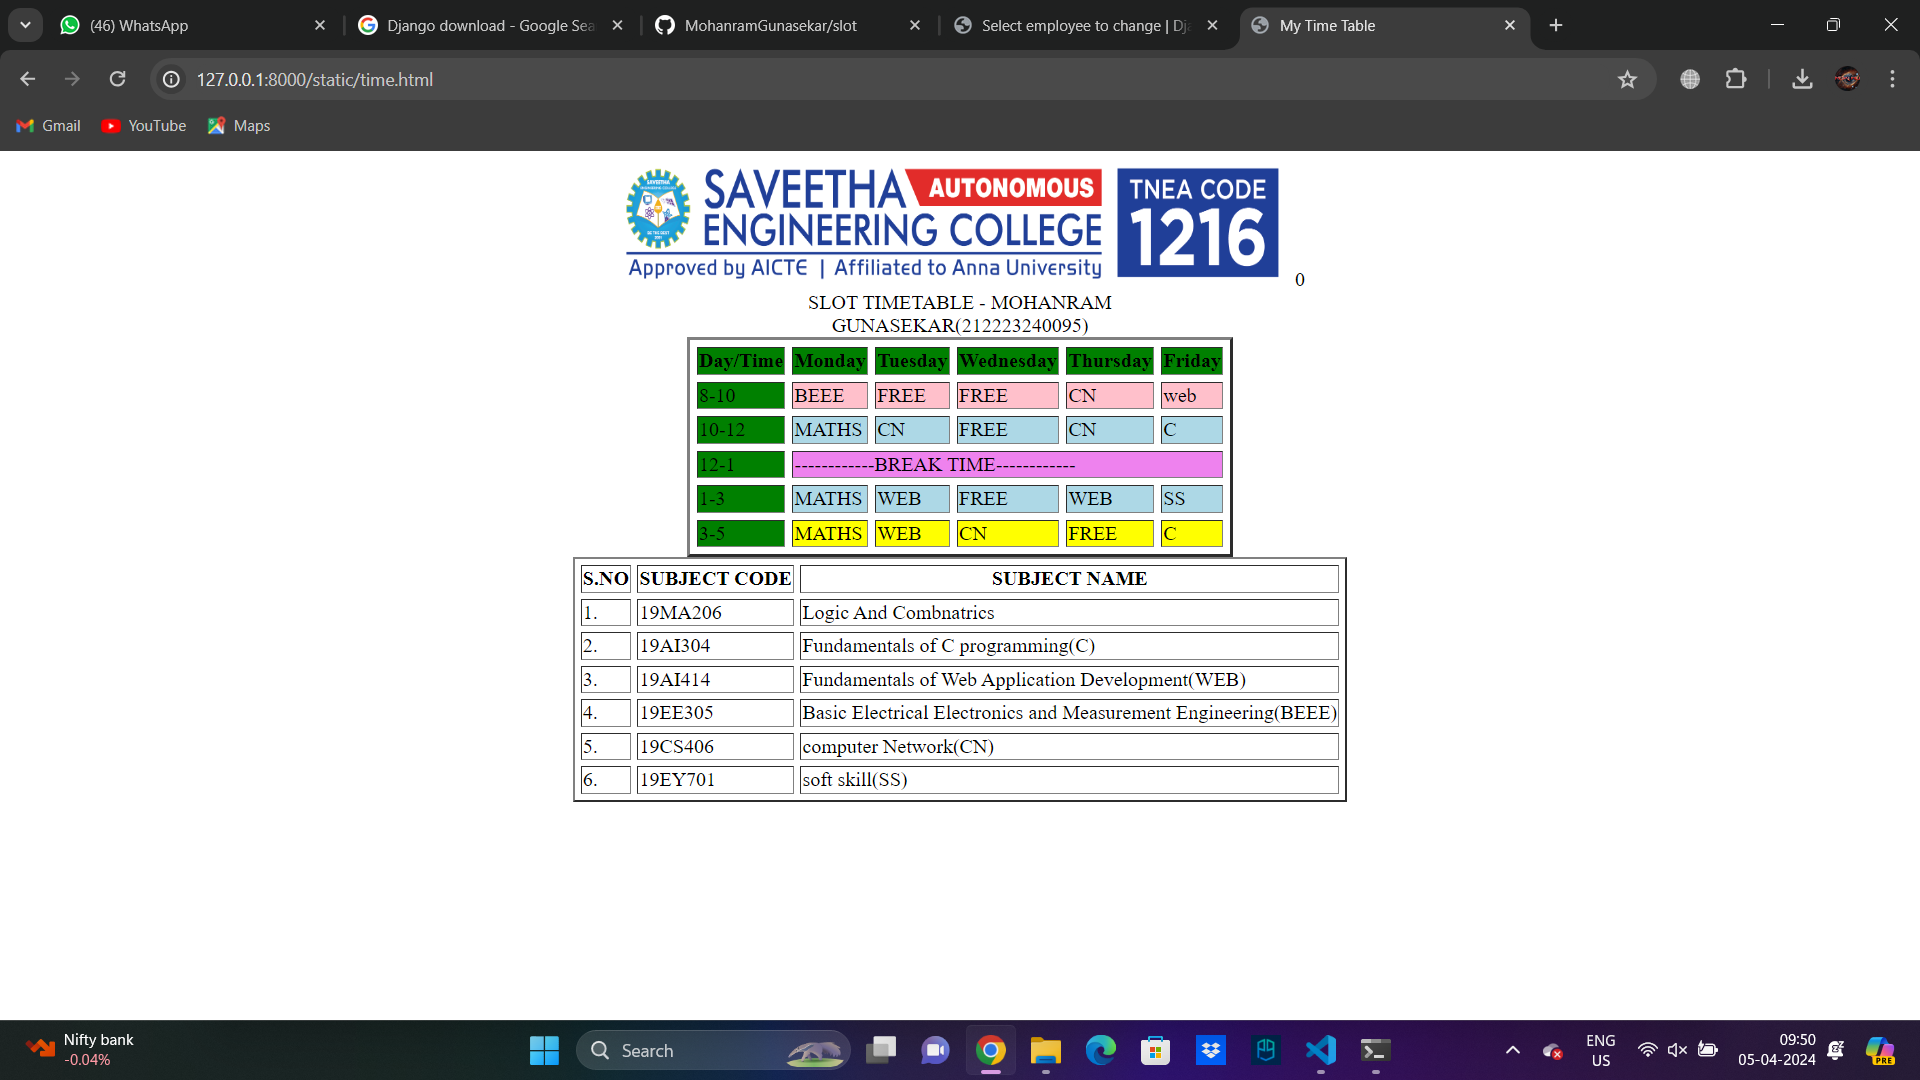 (46) WhatsApp
Django download - Google Sea
MohanramGunasekar/slot
Select employee to change | Dja
My Time Table
127.0.0.1:8000/static/time.html
Gmail
YouTube
Maps
SAVEETHA AUTONOMOUS
ENGINEERING COLLEGE
Approved by AICTE | Affiliated to Anna University
TNEA CODE
1216
0
SLOT TIMETABLE - MOHANRAM
GUNASEKAR(212223240095)
Day/Time Monday Tuesday Wednesday Thursday Friday
8-10 BEEE FREE FREE CN web
10-12 MATHS CN FREE CN C
12-1 ------------BREAK TIME------------
1-3 MATHS WEB FREE WEB SS
3-5 MATHS WEB CN FREE C
S.NO SUBJECT CODE SUBJECT NAME
1. 19MA206 Logic And Combnatrics
2. 19AI304 Fundamentals of C programming(C)
3. 19AI414 Fundamentals of Web Application Development(WEB)
4. 19EE305 Basic Electrical Electronics and Measurement Engineering(BEEE)
5. 19CS406 computer Network(CN)
6. 19EY701 soft skill(SS)
Nifty bank
-0.04%
Search
ENG
US
09:50
05-04-2024
PRE